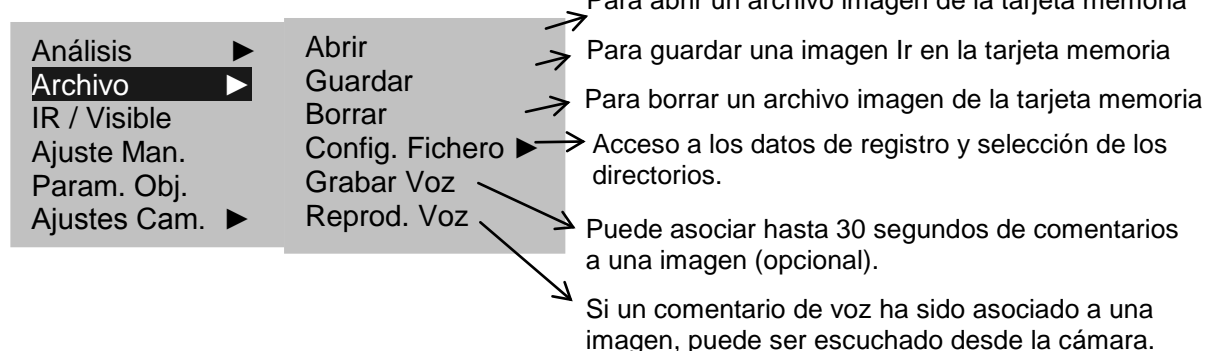 Para abrir un archivo imagen de la tarjeta memoria
Análisis ►
Archivo ►
IR / Visible
Ajuste Man.
Param. Obj.
Ajustes Cam. ►
Abrir
Guardar
Borrar
Config. Fichero ►
Grabar Voz
Reprod. Voz
Para guardar una imagen Ir en la tarjeta memoria
Para borrar un archivo imagen de la tarjeta memoria
Acceso a los datos de registro y selección de los
directorios.
Puede asociar hasta 30 segundos de comentarios
a una imagen (opcional).
Si un comentario de voz ha sido asociado a una
imagen, puede ser escuchado desde la cámara.